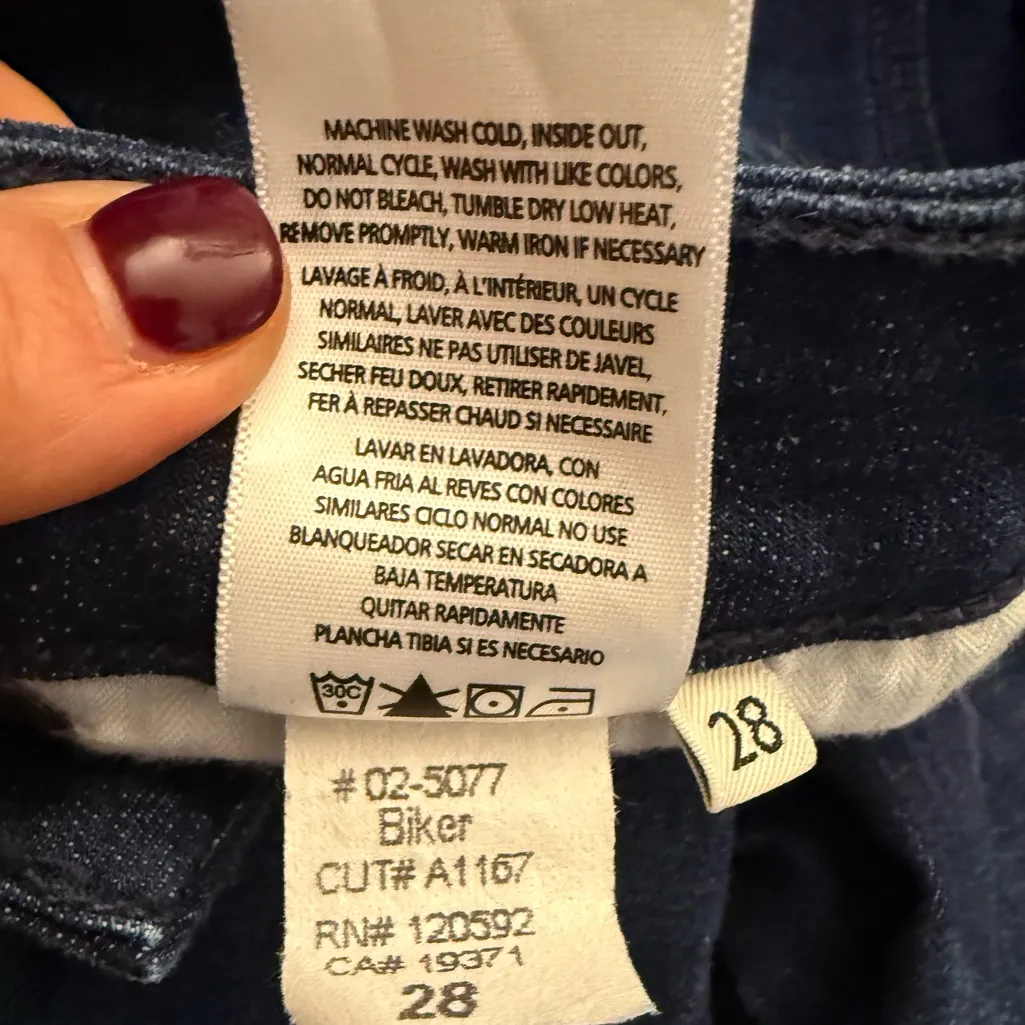 MACHINE WASH COLD, INSIDE OUT,
NORMAL CYCLE, WASH WITH LIKE COLORS,
DO NOT BLEACH, TUMBLE DRY LOW HEAT,
REMOVE PROMPTLY, WARM IRON IF NECESSARY
LAVAGE À FROID, À L'INTÉRIEUR, UN CYCLE
NORMAL, LAVER AVEC DES COULEURS
SIMILAIRES NE PAS UTILISER DE JAVEL,
SECHER FEU DOUX, RETIRER RAPIDEMENT,
FER À REPASSER CHAUD SI NECESSAIRE
LAVAR EN LAVADORA, CON
AGUA FRIA AL REVES CON COLORES
SIMILARES CICLO NORMAL NO USE
BLANQUEADOR SECAR EN SECADORA A
BAJA TEMPERATURA
QUITAR RAPIDAMENTE
PLANCHA TIBIA SI ES NECESARIO
30C
28
# 02-5077
Biker
CUT# A1167
RN# 120592
CA# 19371
28